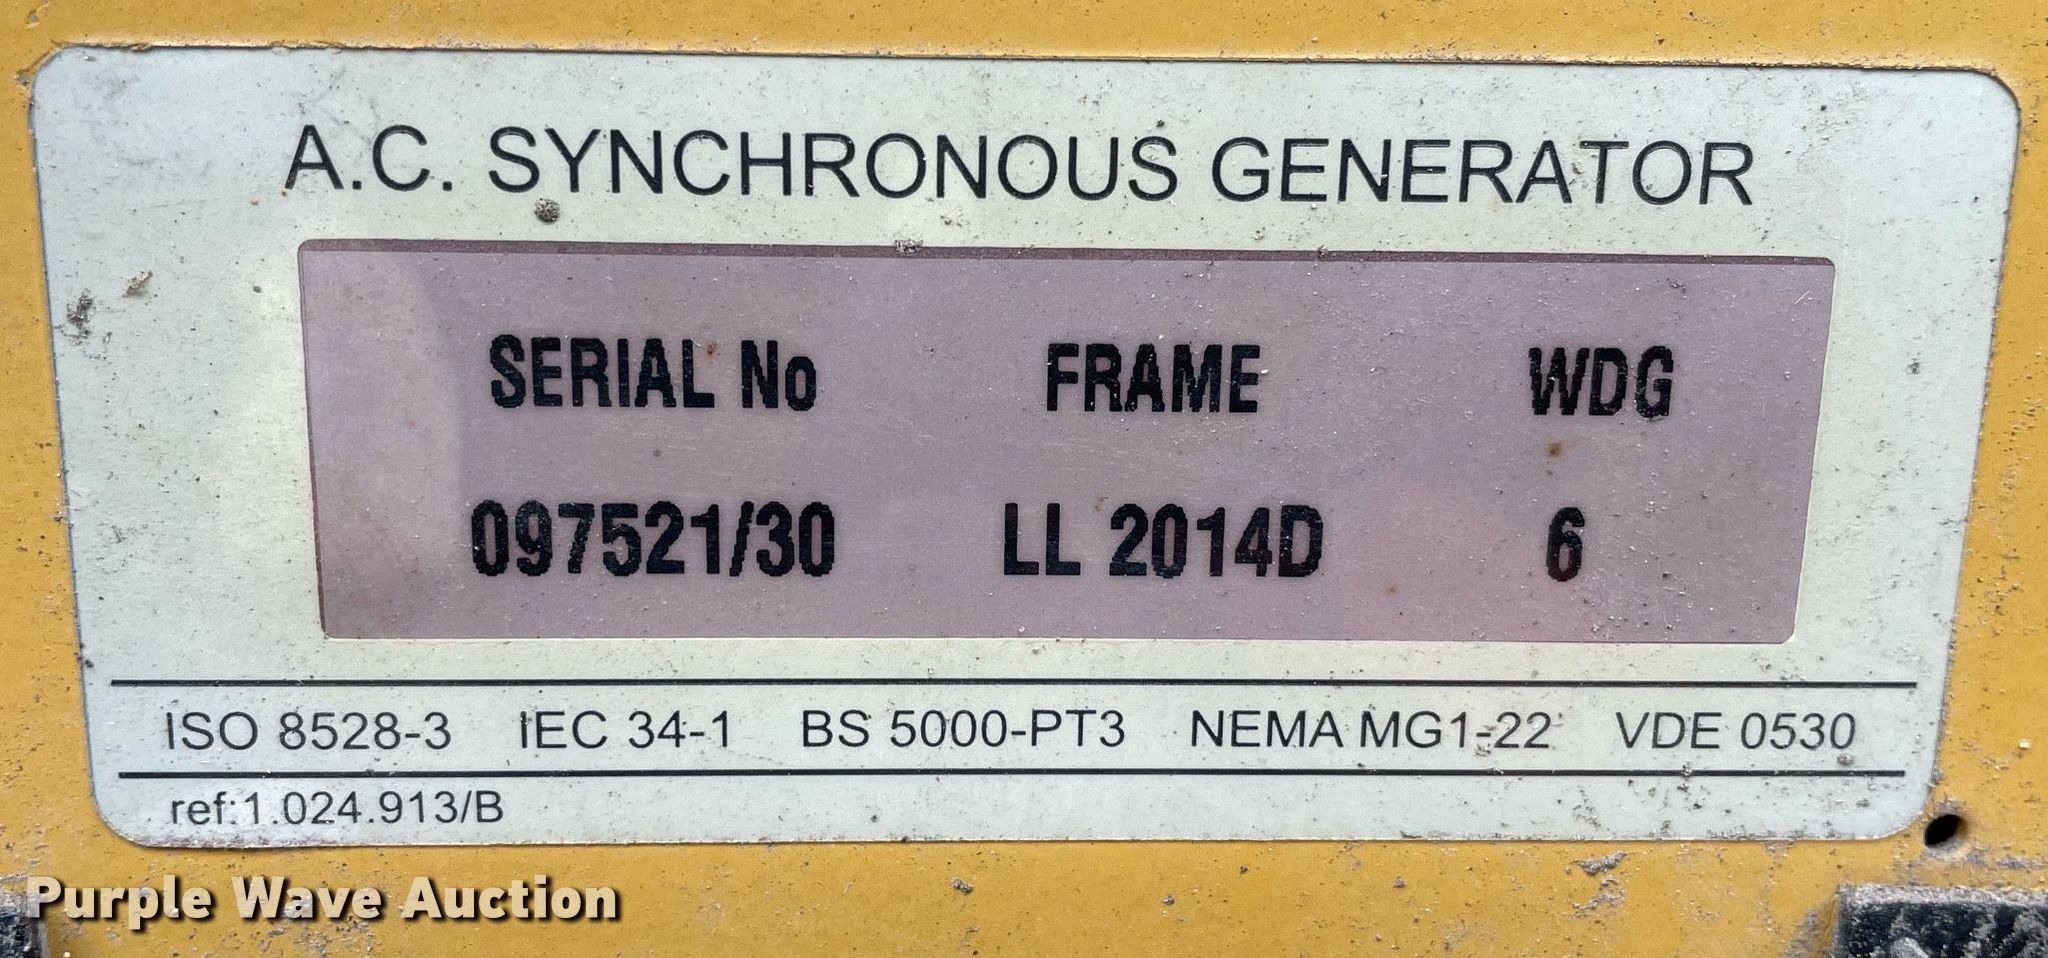 A.C. SYNCHRONOUS GENERATOR
SERIAL No FRAME WDG
097521/30 LL 2014D 6
ISO 8528-3 IEC 34-1 BS 5000-PT3 NEMA MG1-22 VDE 0530
ref:1.024.913/B
Purple Wave Auction